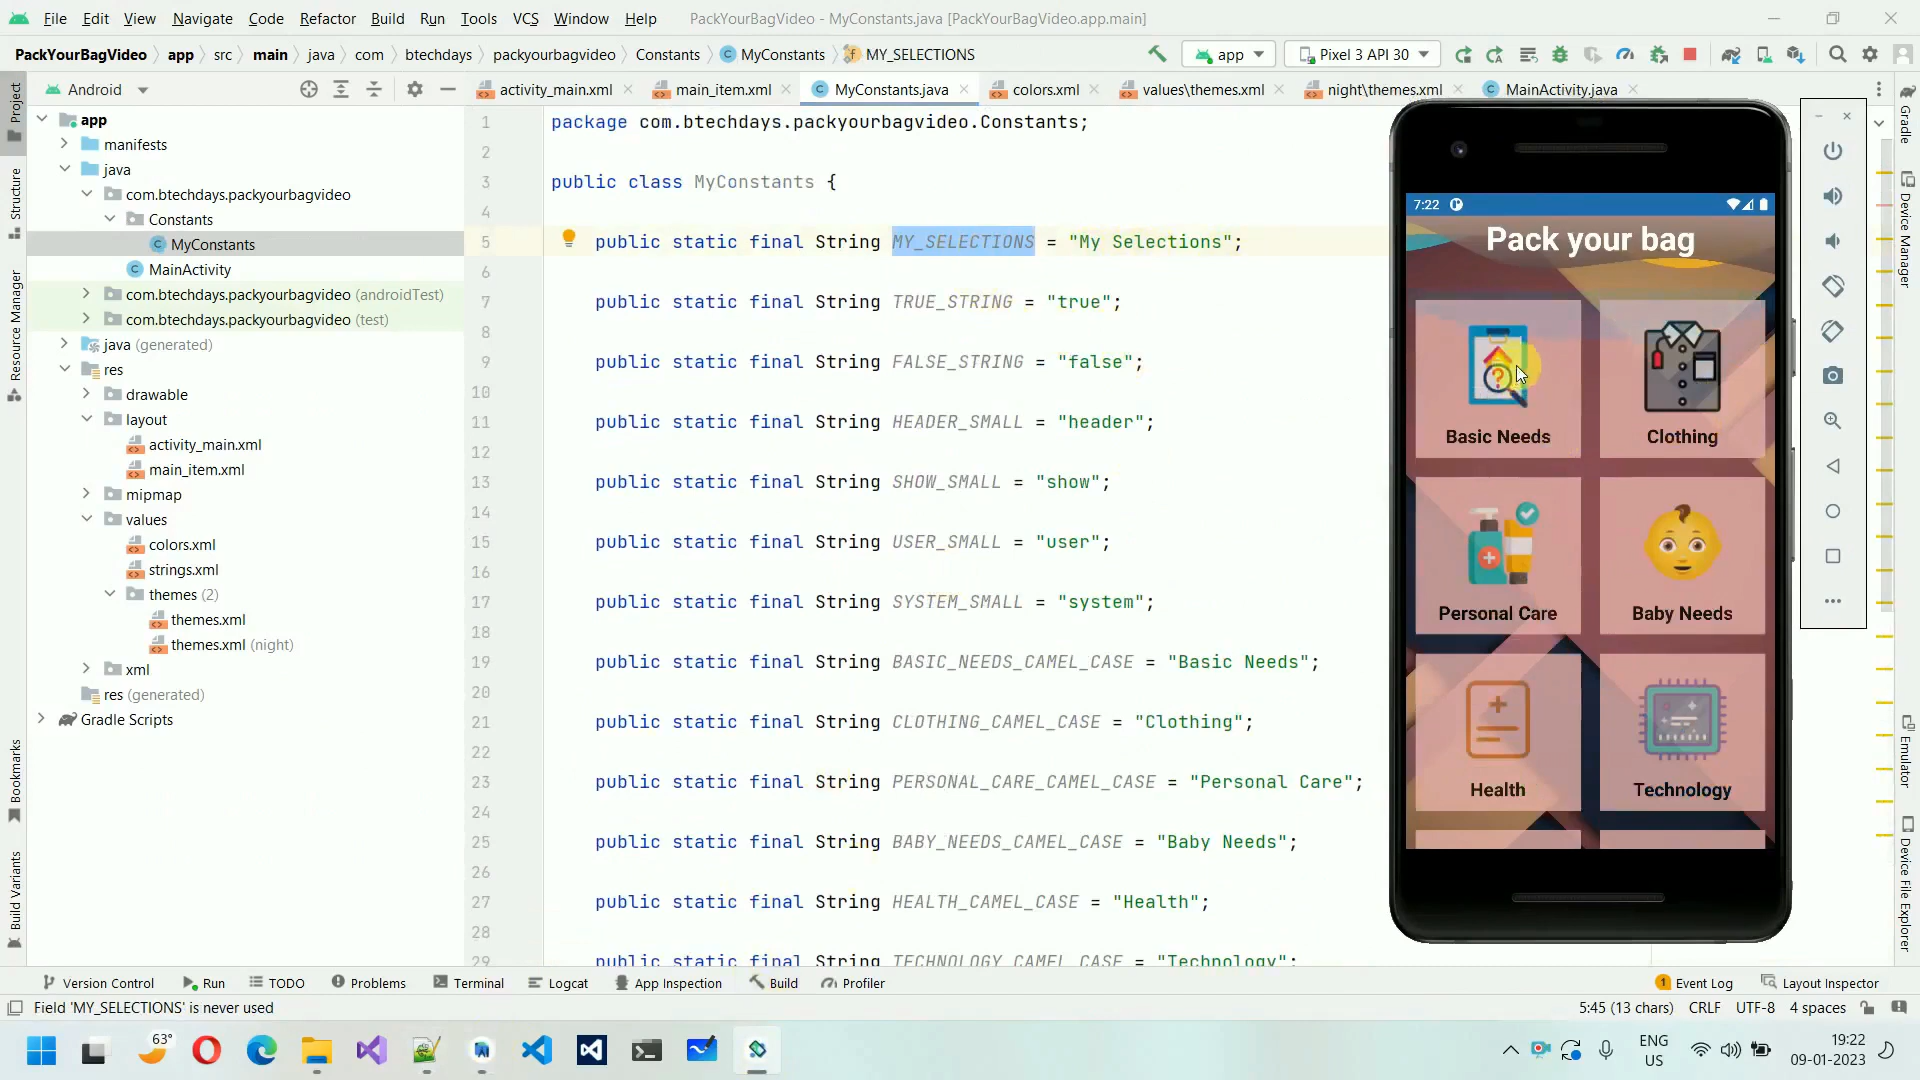 File Edit View Navigate Code Refactor Build Run Tools VCS Window Help PackYourBagVideo - MyConstants.java [PackYourBagVideo.app.main]
PackYourBagVideo app src main java com btechdays packyourbagvideo Constants MyConstants MY_SELECTIONS app Pixel 3 API 30
Android activity_main.xml main_item.xml MyConstants.java colors.xml values\themes.xml night\themes.xml MainActivity.java
Project
Structure
Resource Manager
Bookmarks
Build Variants
app
manifests
java
com.btechdays.packyourbagvideo
Constants
MyConstants
MainActivity
com.btechdays.packyourbagvideo (androidTest)
com.btechdays.packyourbagvideo (test)
java (generated)
res
drawable
layout
activity_main.xml
main_item.xml
mipmap
values
colors.xml
strings.xml
themes (2)
themes.xml
themes.xml (night)
xml
res (generated)
Gradle Scripts
1 package com.btechdays.packyourbagvideo.Constants;
2
3 public class MyConstants {
4
5 public static final String MY_SELECTIONS = "My Selections";
6
7 public static final String TRUE_STRING = "true";
8
9 public static final String FALSE_STRING = "false";
10
11 public static final String HEADER_SMALL = "header";
12
13 public static final String SHOW_SMALL = "show";
14
15 public static final String USER_SMALL = "user";
16
17 public static final String SYSTEM_SMALL = "system";
18
19 public static final String BASIC_NEEDS_CAMEL_CASE = "Basic Needs";
20
21 public static final String CLOTHING_CAMEL_CASE = "Clothing";
22
23 public static final String PERSONAL_CARE_CAMEL_CASE = "Personal Care";
24
25 public static final String BABY_NEEDS_CAMEL_CASE = "Baby Needs";
26
27 public static final String HEALTH_CAMEL_CASE = "Health";
28
29 public static final String TECHNOLOGY_CAMEL_CASE = "Technology";
7:22
Pack your bag
Basic Needs Clothing
Personal Care Baby Needs
Health Technology
Gradle
Device Manager
Emulator
Device File Explorer
Version Control Run TODO Problems Terminal Logcat App Inspection Build Profiler 1 Event Log Layout Inspector
Field 'MY_SELECTIONS' is never used 5:45 (13 chars) CRLF UTF-8 4 spaces
63°
ENG
US
19:22
09-01-2023